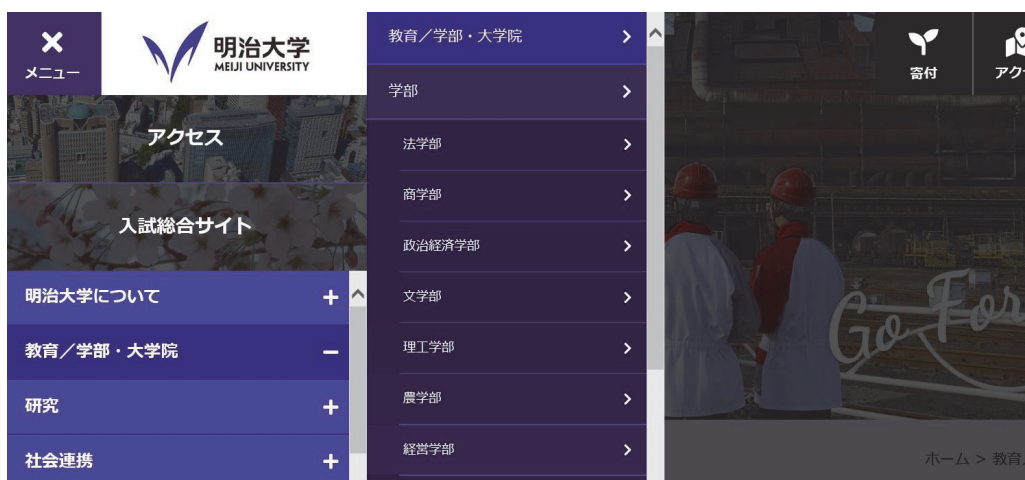 メニュー
明治大学
MEIJI UNIVERSITY
アクセス
入試総合サイト
明治大学について
教育／学部・大学院
研究
社会連携
教育／学部・大学院
学部
法学部
商学部
政治経済学部
文学部
理工学部
農学部
経営学部
寄付
アク
Go For
ホーム > 教育